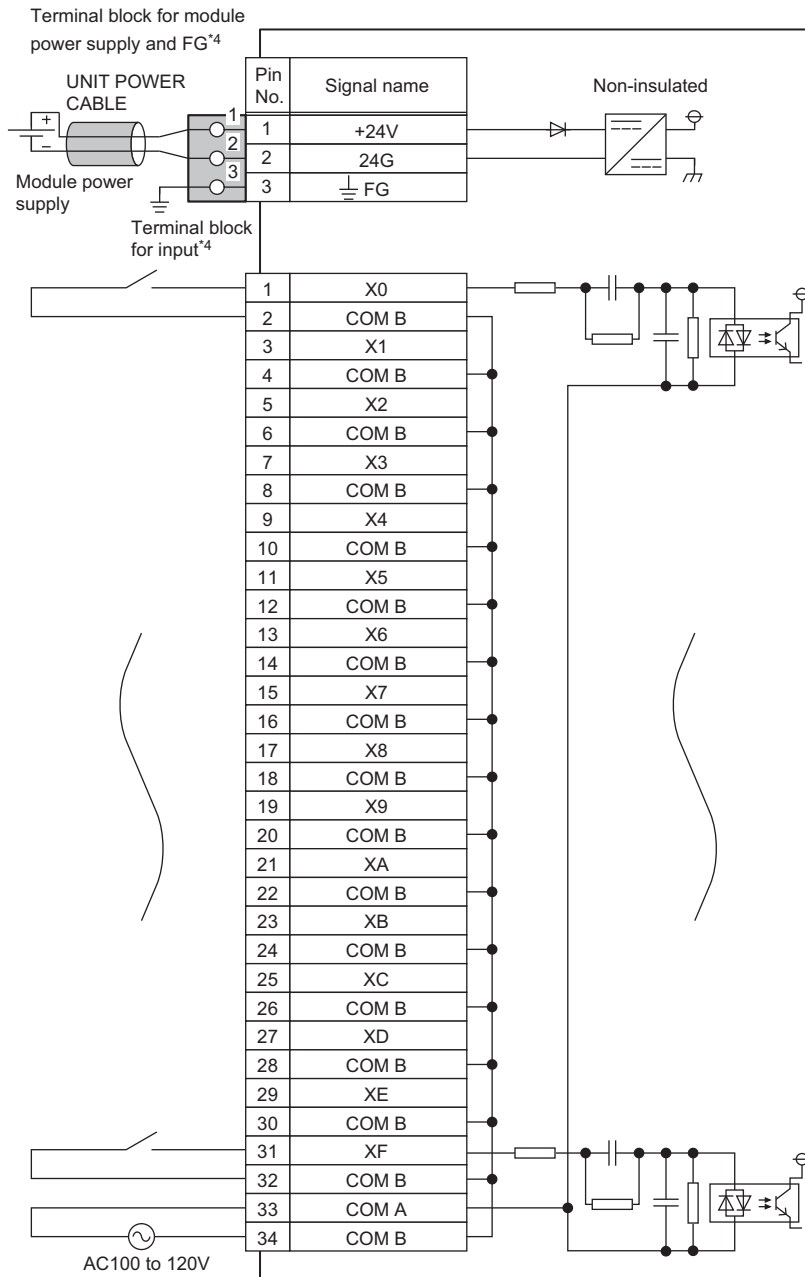 Terminal block for module
power supply and FG*4
UNIT POWER
CABLE
+
−
Module power
supply
1
2
3
Terminal block
for input*4
Pin No. Signal name
1 +24V
2 24G
3 FG
Non-insulated
1 X0
2 COM B
3 X1
4 COM B
5 X2
6 COM B
7 X3
8 COM B
9 X4
10 COM B
11 X5
12 COM B
13 X6
14 COM B
15 X7
16 COM B
17 X8
18 COM B
19 X9
20 COM B
21 XA
22 COM B
23 XB
24 COM B
25 XC
26 COM B
27 XD
28 COM B
29 XE
30 COM B
31 XF
32 COM B
33 COM A
34 COM B
AC100 to 120V